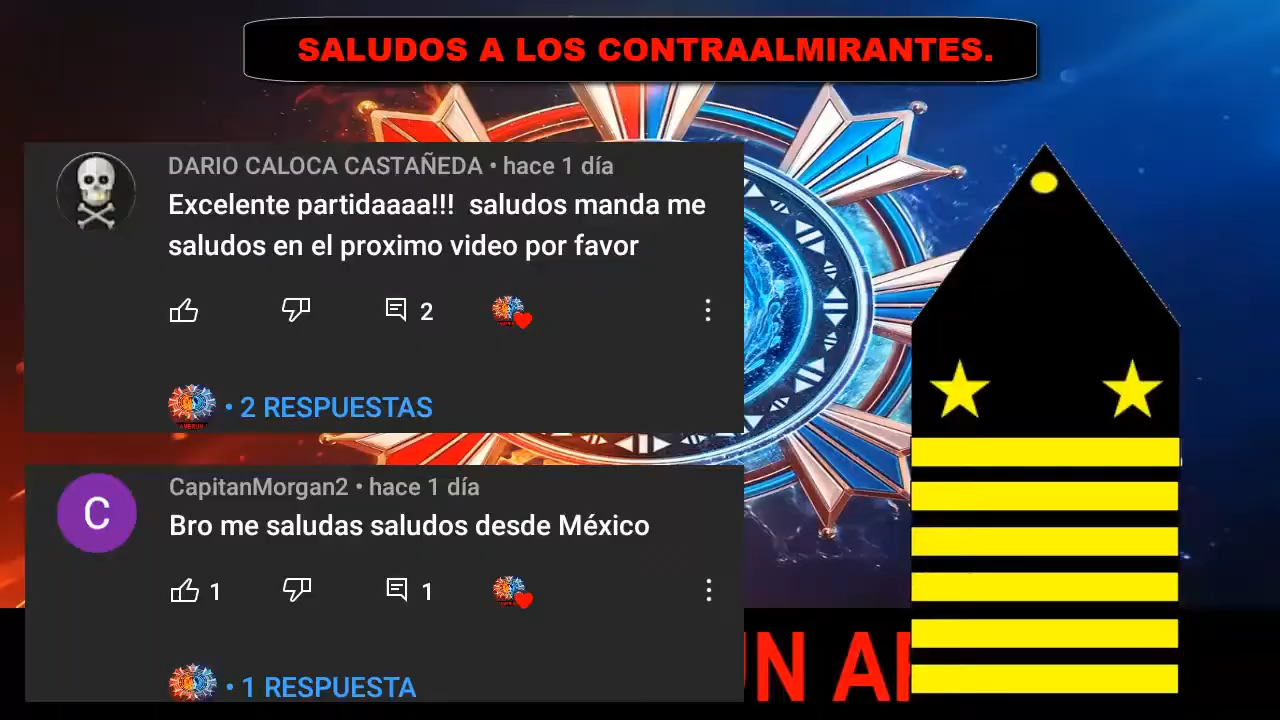 SALUDOS A LOS CONTRAALMIRANTES.
DARIO CALOCA CASTAÑEDA • hace 1 día
Excelente partidaaaa!!! saludos manda me
saludos en el proximo video por favor
2
• 2 RESPUESTAS
CapitanMorgan2 • hace 1 día
C
Bro me saludas saludos desde México
1 1
• 1 RESPUESTA
N A